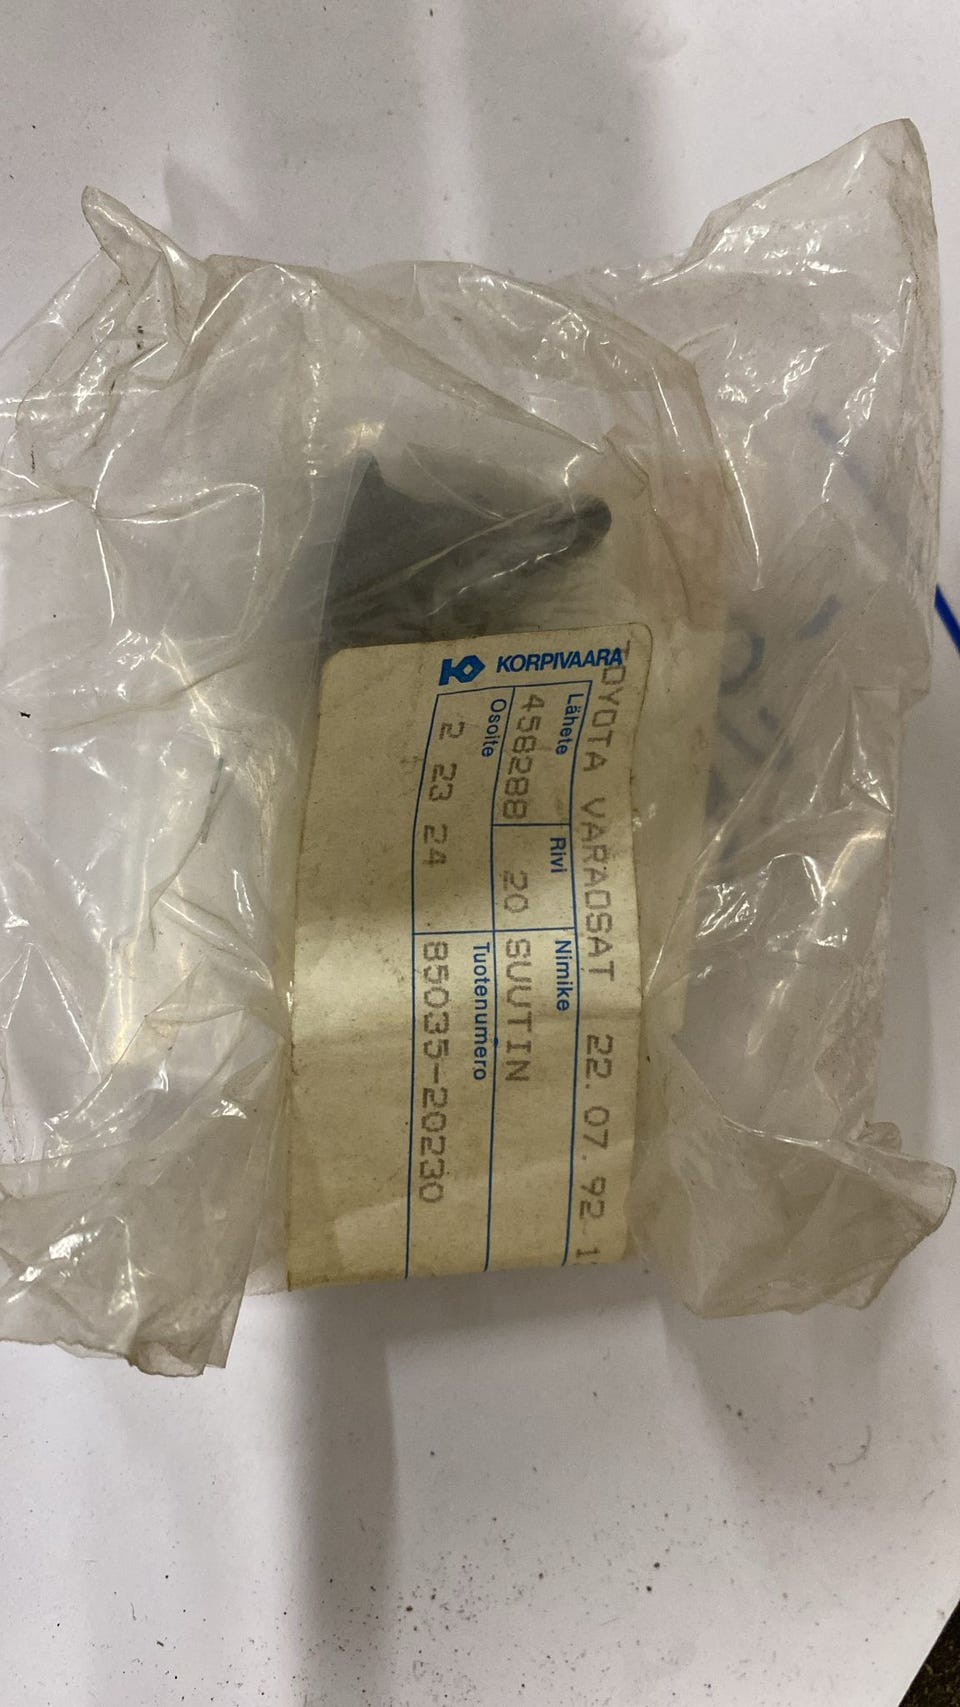 KORPIVAARA
TOYOTA VARAOSAT 22.07.92
Lähete Rivi Nimike
458288 20 SUUTIN
Osoite Tuotenumero
2 23 24 85035-20230